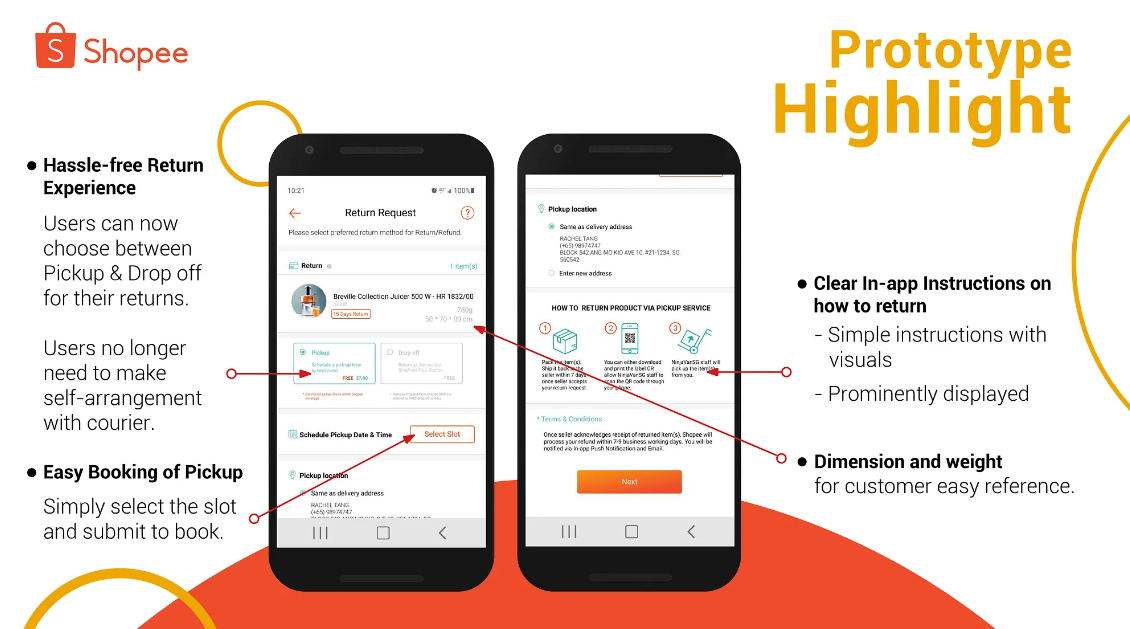 Shopee
Prototype
Highlight
Hassle-free Return
Experience
Users can now
choose between
Pickup & Drop off
for their returns.
Users no longer
need to make
self-arrangement
with courier.
Easy Booking of Pickup
Simply select the slot
and submit to book.
10:21
100%
Return Request
Please select preferred return method for Return/Refund.
Return
1 item(s)
Breville Collection Juicer 500 W - HR 1832/00
15 Days Return
780g
50 * 70 * 90 cm
Pickup
Schedule a pickup time
FREE
Drop off
FREE
Schedule Pickup Date & Time
Select Slot
Pickup location
Same as delivery address
RACHEL TANG
(+65) 98974747
Pickup location
Same as delivery address
RACHEL TANG
(+65) 98974747
BLOCK 542 ANG MO KIO AVE 10. #21-1234. SG.
560542
Enter new address
HOW TO RETURN PRODUCT VIA PICKUP SERVICE
1
2
3
Pack the item(s).
Ship it back to the
seller within 7 days
once seller accepts
your return request.
You can either download
and print the label OR
allow NinjaVanSG staff to
scan the QR code through
your phone.
NinjaVanSG staff will
pick up the item(s)
from you.
* Terms & Conditions
Once seller acknowledges receipt of returned item(s), Shopee will
process your refund within 7-9 business working days. You will be
notified via in-app Push Notification and Email.
Next
Clear In-app Instructions on
how to return
- Simple instructions with
visuals
- Prominently displayed
Dimension and weight
for customer easy reference.